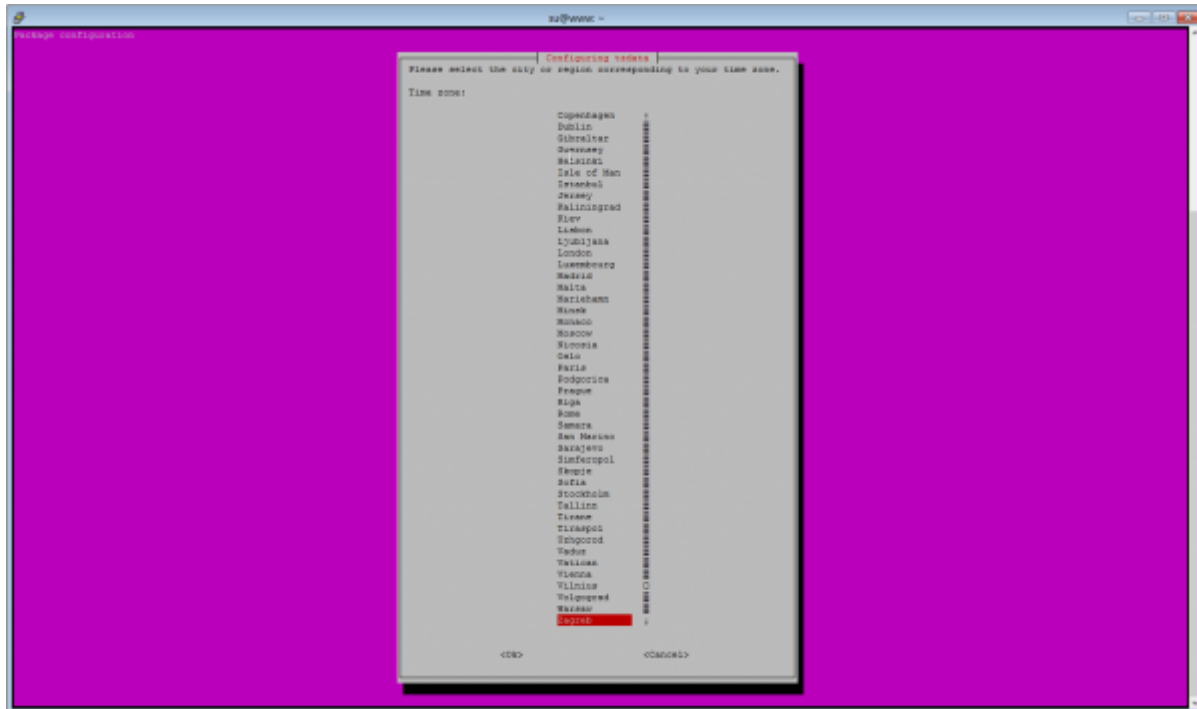 su@www: ~
Package configuration
Configuring tzdata
Please select the city or region corresponding to your time zone.
Time zone:
Copenhagen
Dublin
Gibraltar
Guernsey
Helsinki
Isle of Man
Istanbul
Jersey
Kaliningrad
Kiev
Lisbon
Ljubljana
London
Luxembourg
Madrid
Malta
Mariehamn
Minsk
Monaco
Moscow
Nicosia
Oslo
Paris
Podgorica
Prague
Riga
Rome
Samara
San Marino
Sarajevo
Simferopol
Skopje
Sofia
Stockholm
Tallinn
Tirane
Tiraspol
Uzhgorod
Vaduz
Vatican
Vienna
Vilnius
Volgograd
Warsaw
Zagreb
<Ok> <Cancel>